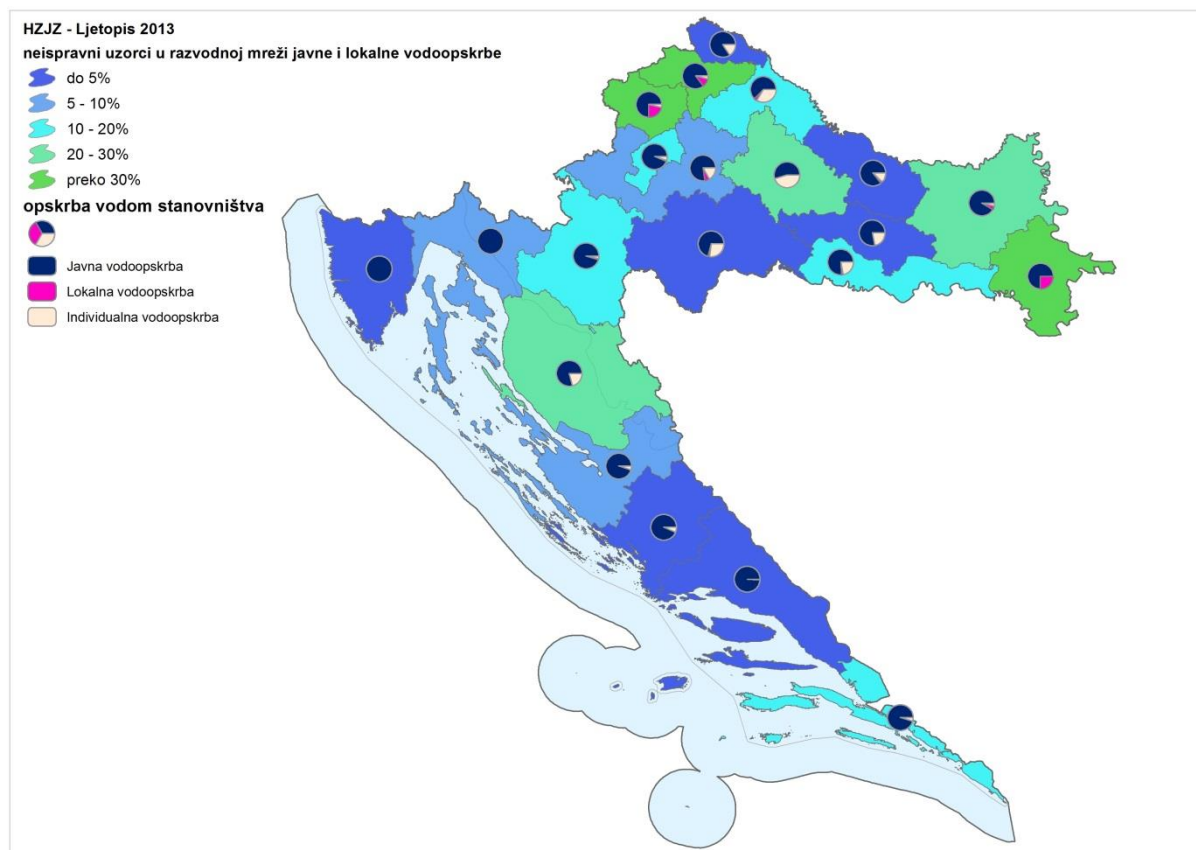 HZJZ - Ljetopis 2013
neispravni uzorci u razvodnoj mreži javne i lokalne vodoopskrbe
do 5%
5 - 10%
10 - 20%
20 - 30%
preko 30%
opskrba vodom stanovništva
Javna vodoopskrba
Lokalna vodoopskrba
Individualna vodoopskrba